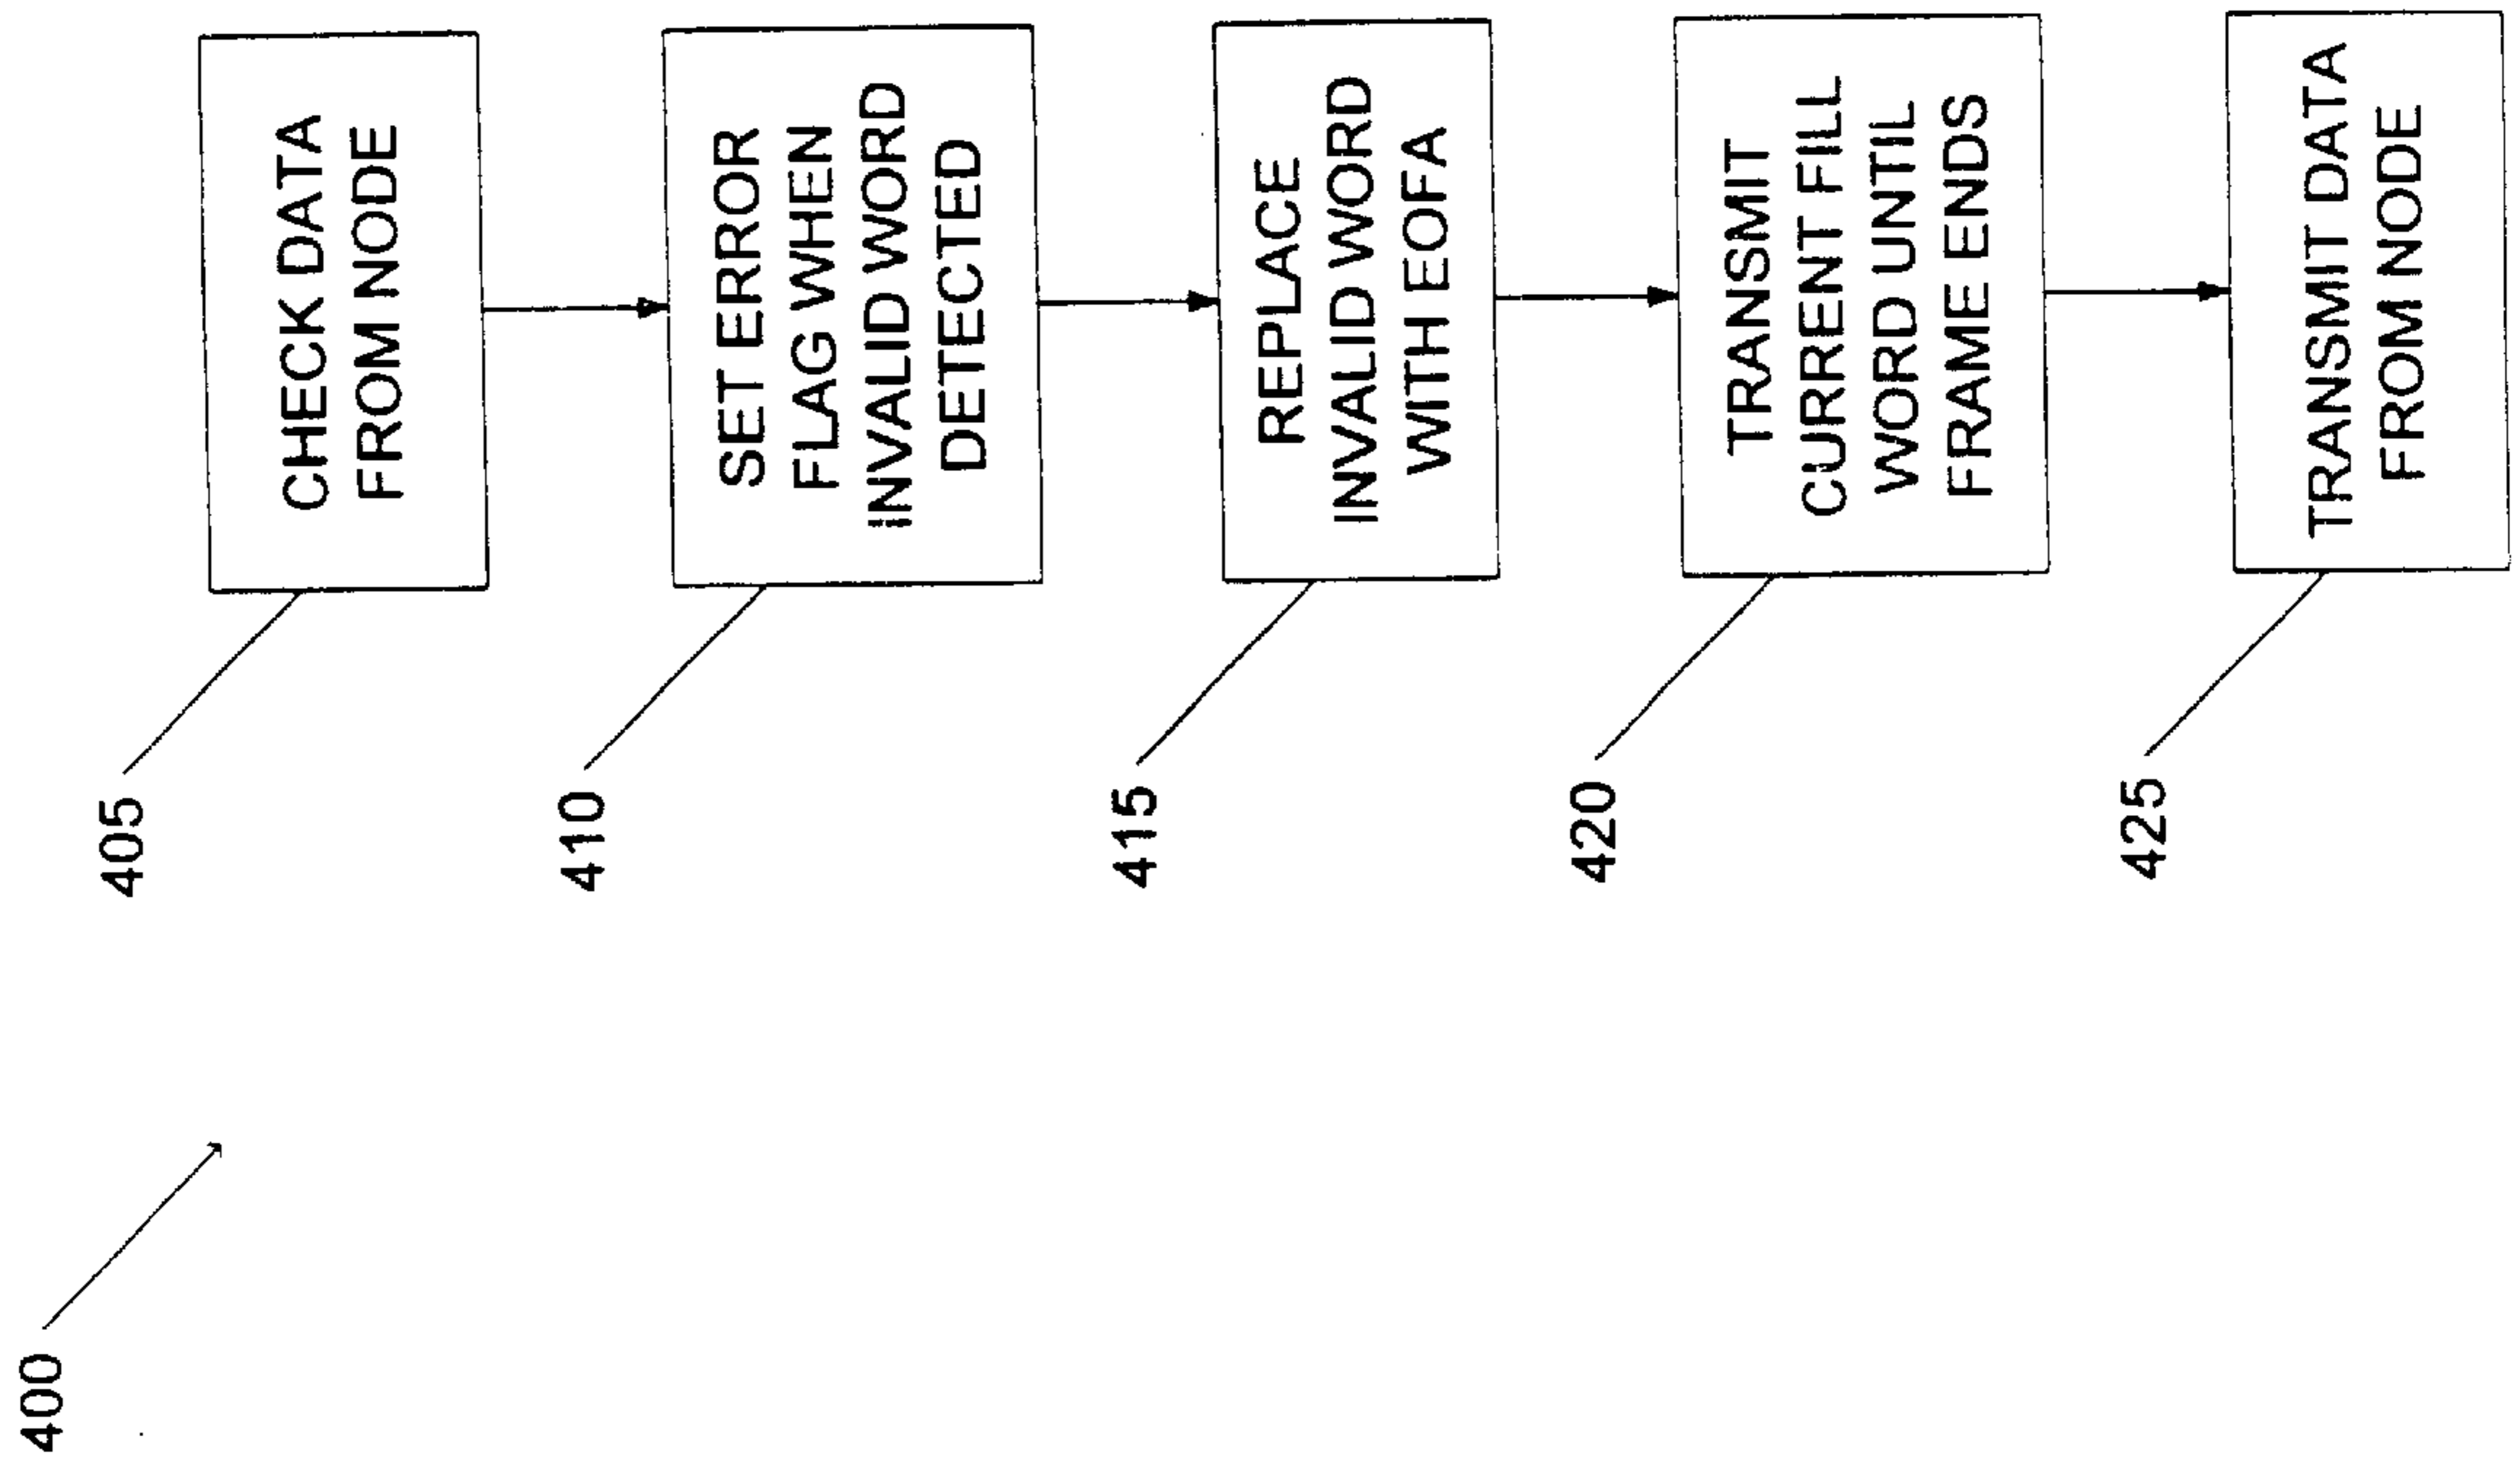 400
405
CHECK DATA
FROM NODE
410
SET ERROR
FLAG WHEN
INVALID WORD
DETECTED
415
REPLACE
INVALID WORD
WITH EOFA
420
TRANSMIT
CURRENT FILL
WORD UNTIL
FRAME ENDS
425
TRANSMIT DATA
FROM NODE